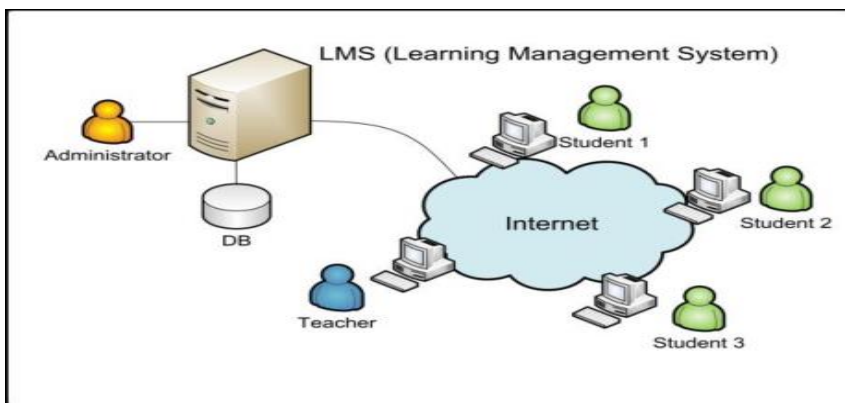 LMS (Learning Management System)
Administrator
Student 1
DB
Internet
Student 2
Teacher
Student 3